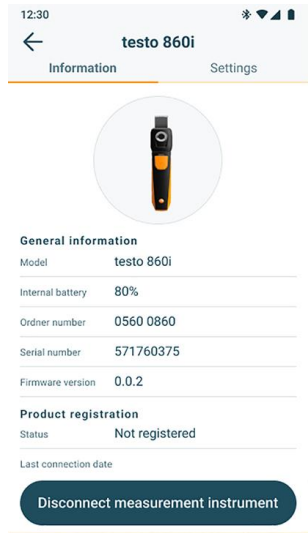 12:30
testo 860i
Information Settings
General information
Model testo 860i
Internal battery 80%
Ordner number 0560 0860
Serial number 571760375
Firmware version 0.0.2
Product registration
Status Not registered
Last connection date
Disconnect measurement instrument